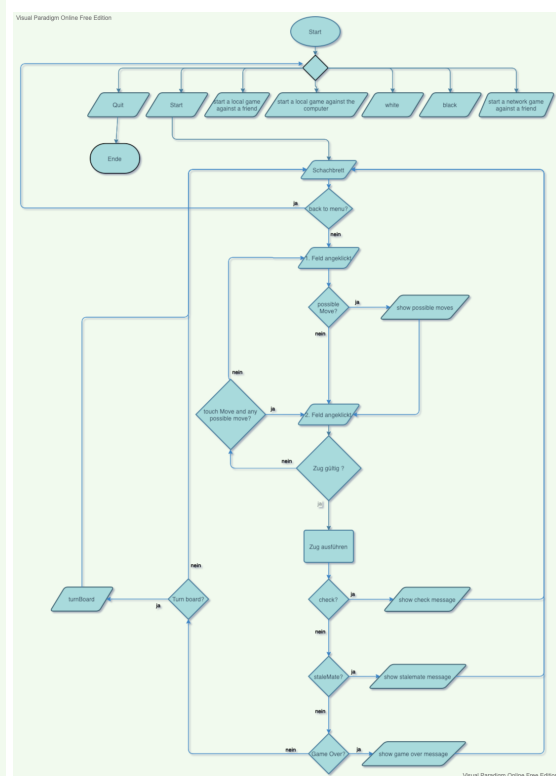 Visual Paradigm Online Free Edition
Start
Quit
Start
start a local game
against a friend
start a local game against the
computer
white
black
start a network game
against a friend
Ende
Schachbrett
back to menu?
ja
nein
1. Feld angeklickt
possible
Move?
ja
show possible moves
nein
nein
touch Move and any
possible move?
ja
2. Feld angeklickt
nein
Zug gültig ?
Zug ausführen
nein
turnBoard
ja
Turn board?
check?
ja
show check message
nein
staleMate?
ja
show stalemate message
nein
nein
Game Over?
ja
show game over message
Visual Paradigm Online Free Edition